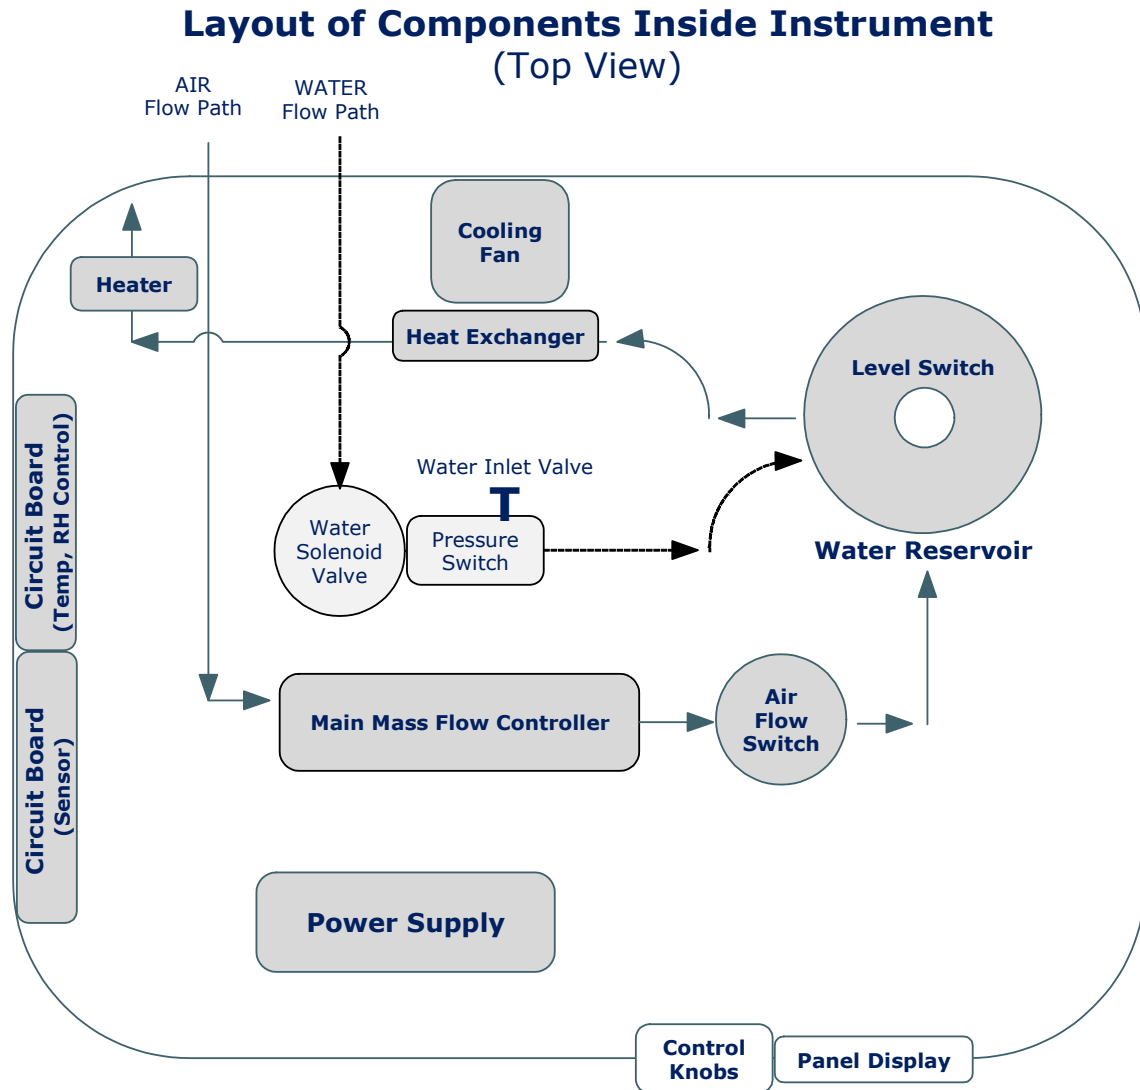 Layout of Components Inside Instrument
(Top View)
AIR
Flow Path
WATER
Flow Path
Cooling
Fan
Heater
Heat Exchanger
Level Switch
Water Inlet Valve
T
Water
Solenoid
Valve
Pressure
Switch
Water Reservoir
Circuit Board
(Temp, RH Control)
Circuit Board
(Sensor)
Main Mass Flow Controller
Air
Flow
Switch
Power Supply
Control
Knobs
Panel Display